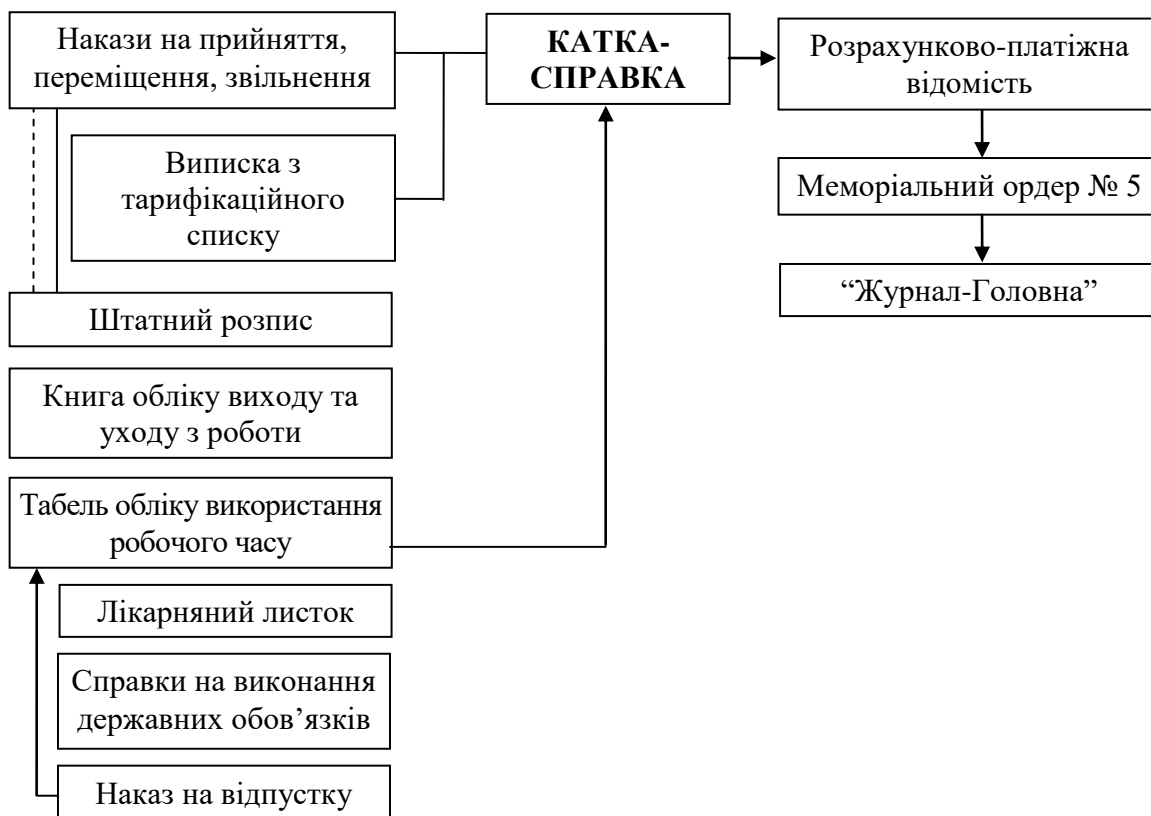 Накази на прийняття,
переміщення, звільнення
КАТКА-
СПРАВКА
Розрахунково-платіжна
відомість
Виписка з
тарифікаційного
списку
Меморіальний ордер № 5
“Журнал-Головна”
Штатний розпис
Книга обліку виходу та
уходу з роботи
Табель обліку використання
робочого часу
Лікарняний листок
Справки на виконання
державних обов’язків
Наказ на відпустку